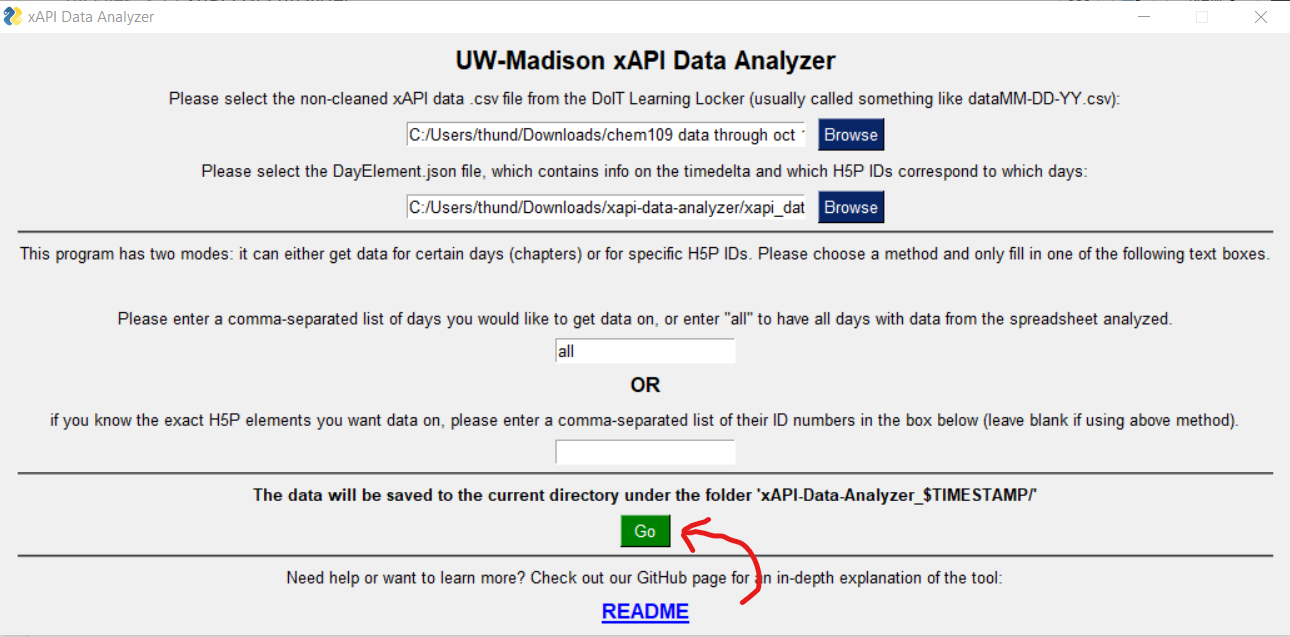 xAPI Data Analyzer
UW-Madison xAPI Data Analyzer
Please select the non-cleaned xAPI data .csv file from the DoIT Learning Locker (usually called something like dataMM-DD-YY.csv):
C:/Users/thund/Downloads/chem109 data through oct
Browse
Please select the DayElement.json file, which contains info on the timedelta and which H5P IDs correspond to which days:
C:/Users/thund/Downloads/xapi-data-analyzer/xapi_dat
Browse
This program has two modes: it can either get data for certain days (chapters) or for specific H5P IDs. Please choose a method and only fill in one of the following text boxes.
Please enter a comma-separated list of days you would like to get data on, or enter "all" to have all days with data from the spreadsheet analyzed.
all
OR
if you know the exact H5P elements you want data on, please enter a comma-separated list of their ID numbers in the box below (leave blank if using above method).
The data will be saved to the current directory under the folder 'xAPI-Data-Analyzer_$TIMESTAMP/'
Go
Need help or want to learn more? Check out our GitHub page for an in-depth explanation of the tool:
README